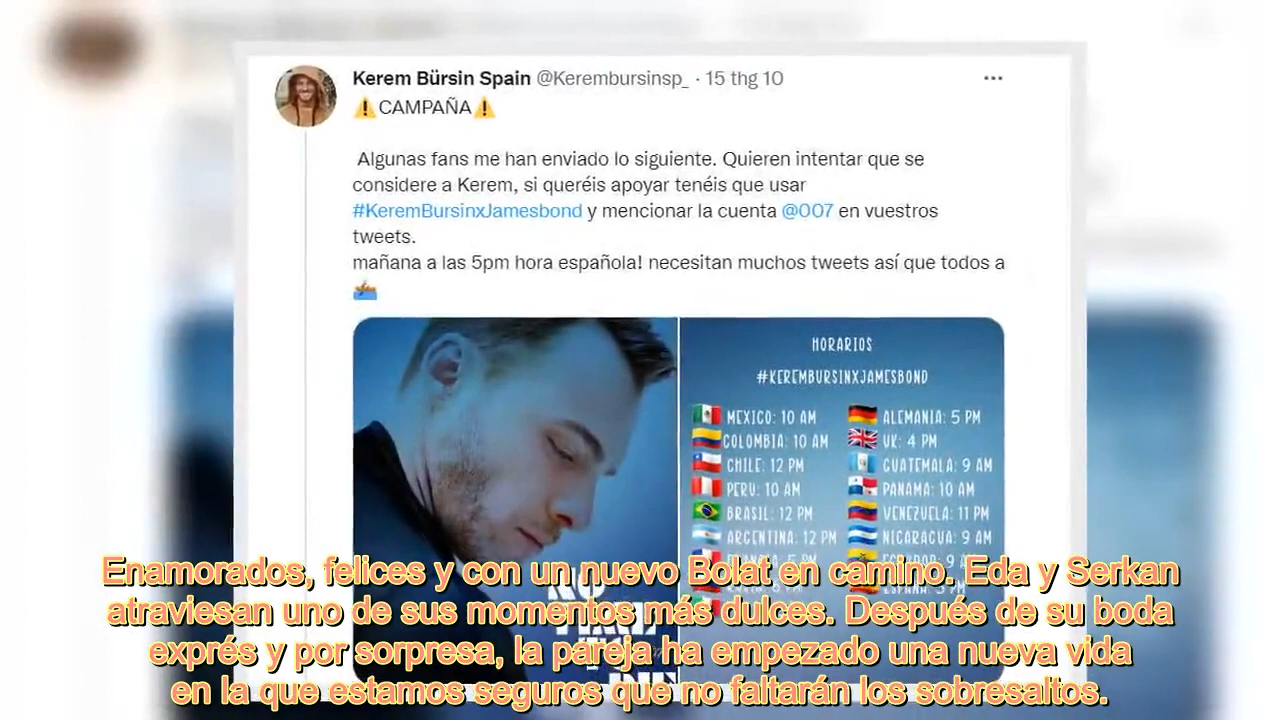 Kerem Bürsin Spain @Kerembursinsp_ · 15 thg 10
⚠️CAMPAÑA⚠️
Algunas fans me han enviado lo siguiente. Quieren intentar que se
considere a Kerem, si queréis apoyar tenéis que usar
#KeremBursinxJamesbond y mencionar la cuenta @007 en vuestros
tweets.
mañana a las 5pm hora española! necesitan muchos tweets así que todos a
HORARIOS
#KEREMBURSINXJAMESBOND
MEXICO: 10 AM
COLOMBIA: 10 AM
CHILE: 12 PM
PERU: 10 AM
BRASIL: 12 PM
ARGENTINA: 12 PM
ALEMANIA: 5 PM
UK: 4 PM
GUATEMALA: 9 AM
PANAMA: 10 AM
VENEZUELA: 11 PM
NICARAGUA: 9 AM
Enamorados, felices y con un nuevo Bolat en camino. Eda y Serkan
atraviesan uno de sus momentos más dulces. Después de su boda
exprés y por sorpresa, la pareja ha empezado una nueva vida
en la que estamos seguros que no faltarán los sobresaltos.